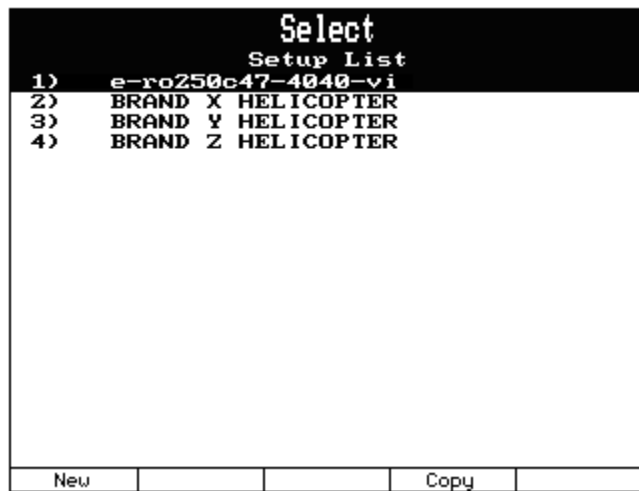 Select
Setup List
1) e-ro250c47-4040-vi
2) BRAND X HELICOPTER
3) BRAND Y HELICOPTER
4) BRAND Z HELICOPTER
New Copy